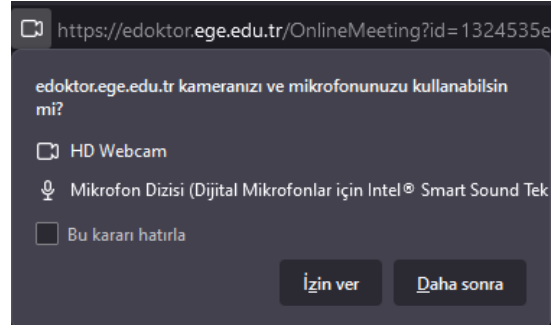 https://edoktor.ege.edu.tr/OnlineMeeting?id=1324535e
edoktor.ege.edu.tr kameranızı ve mikrofonunuzu kullanabilsin
mi?
HD Webcam
Mikrofon Dizisi (Dijital Mikrofonlar için Intel® Smart Sound Tek
Bu kararı hatırla
İzin ver
Daha sonra